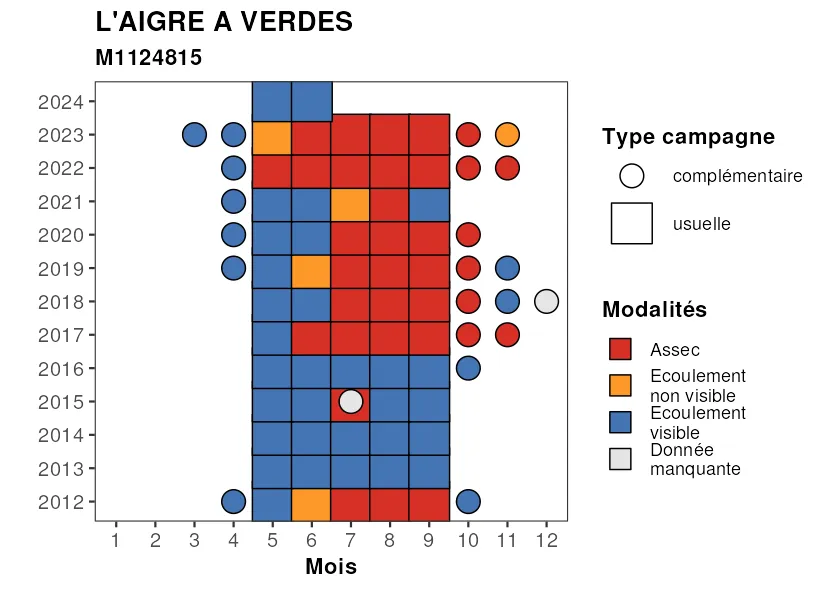 L'AIGRE A VERDES
M1124815
2024
2023
2022
2021
2020
2019
2018
2017
2016
2015
2014
2013
2012
1 2 3 4 5 6 7 8 9 10 11 12
Mois
Type campagne
complémentaire
usuelle
Modalités
Assec
Ecoulement
non visible
Ecoulement
visible
Donnée
manquante